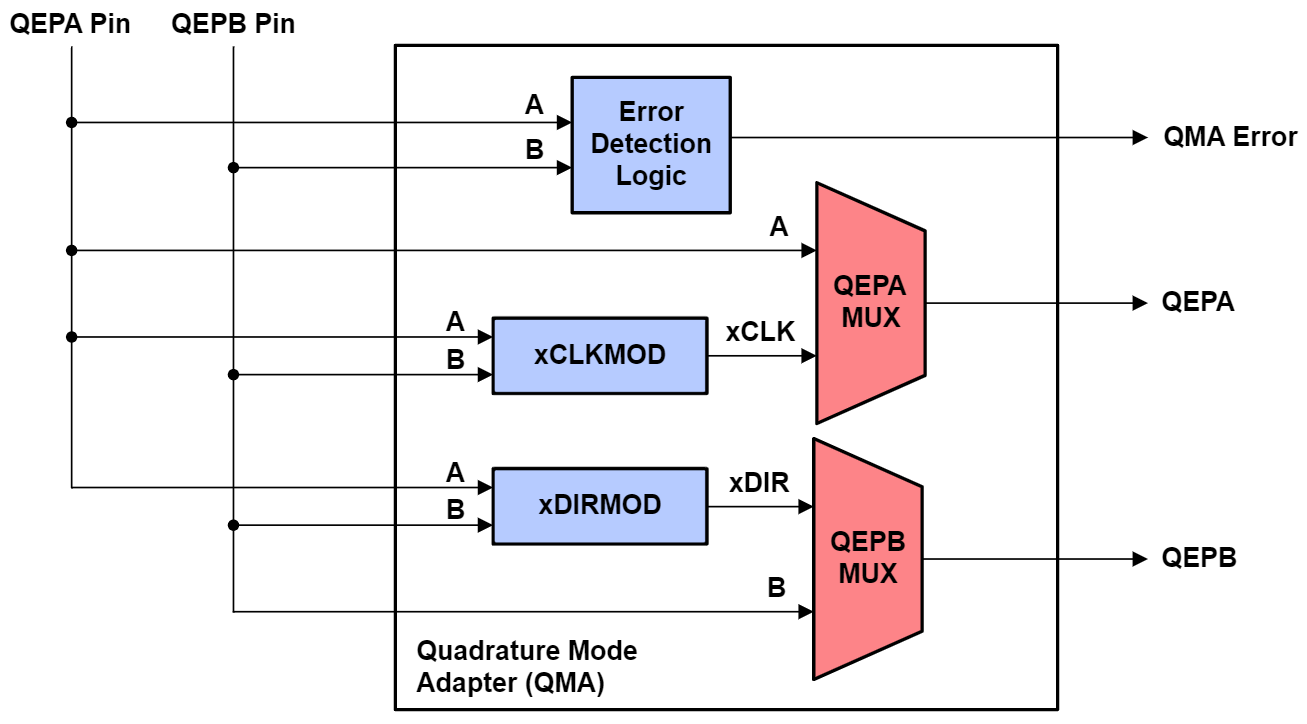 QEPA Pin
QEPB Pin
A
B
Error
Detection
Logic
QMA Error
A
QEPA
MUX
QEPA
A
B
xCLKMOD
xCLK
A
B
xDIRMOD
xDIR
QEPB
MUX
QEPB
B
Quadrature Mode
Adapter (QMA)